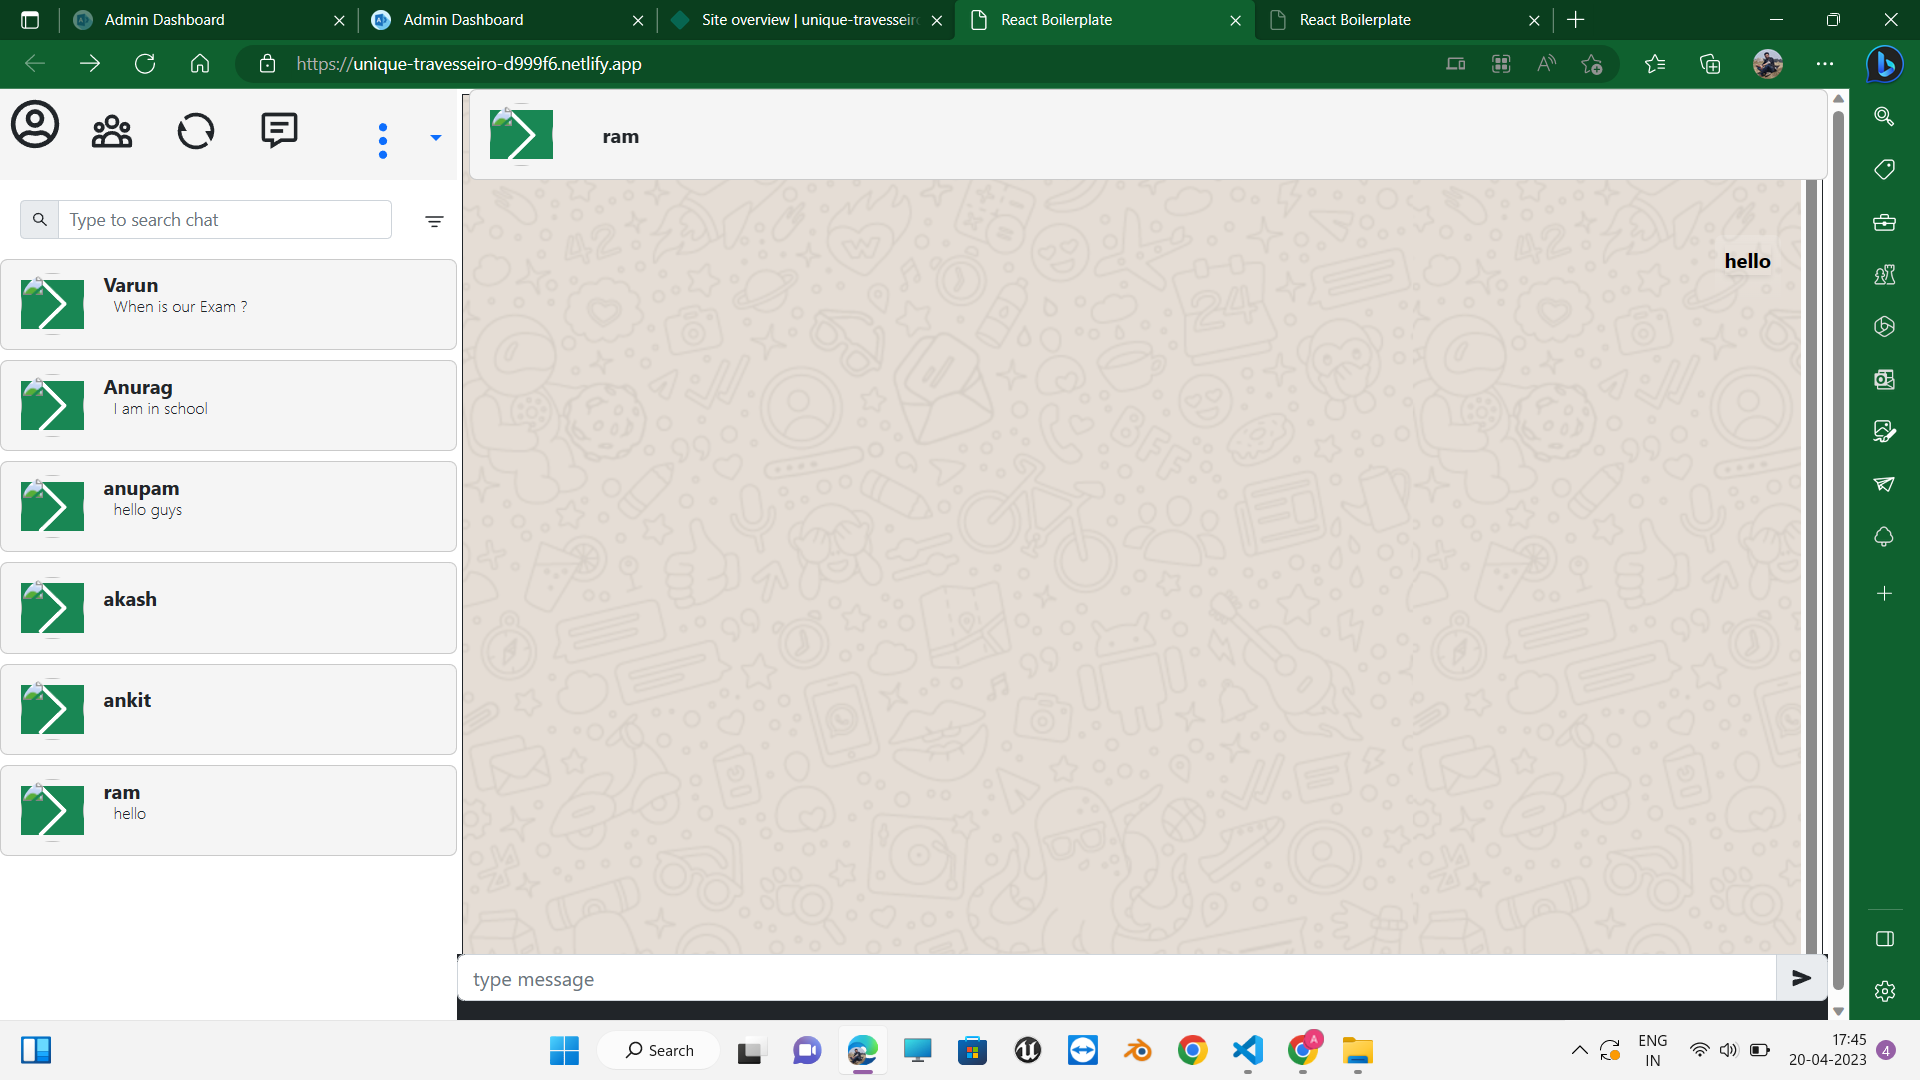 Admin Dashboard
Admin Dashboard
Site overview | unique-travesseir
React Boilerplate
React Boilerplate
https://unique-travesseiro-d999f6.netlify.app
ram
Type to search chat
hello
Varun
When is our Exam ?
Anurag
I am in school
anupam
hello guys
akash
ankit
ram
hello
type message
Search
ENG
IN
17:45
20-04-2023
4